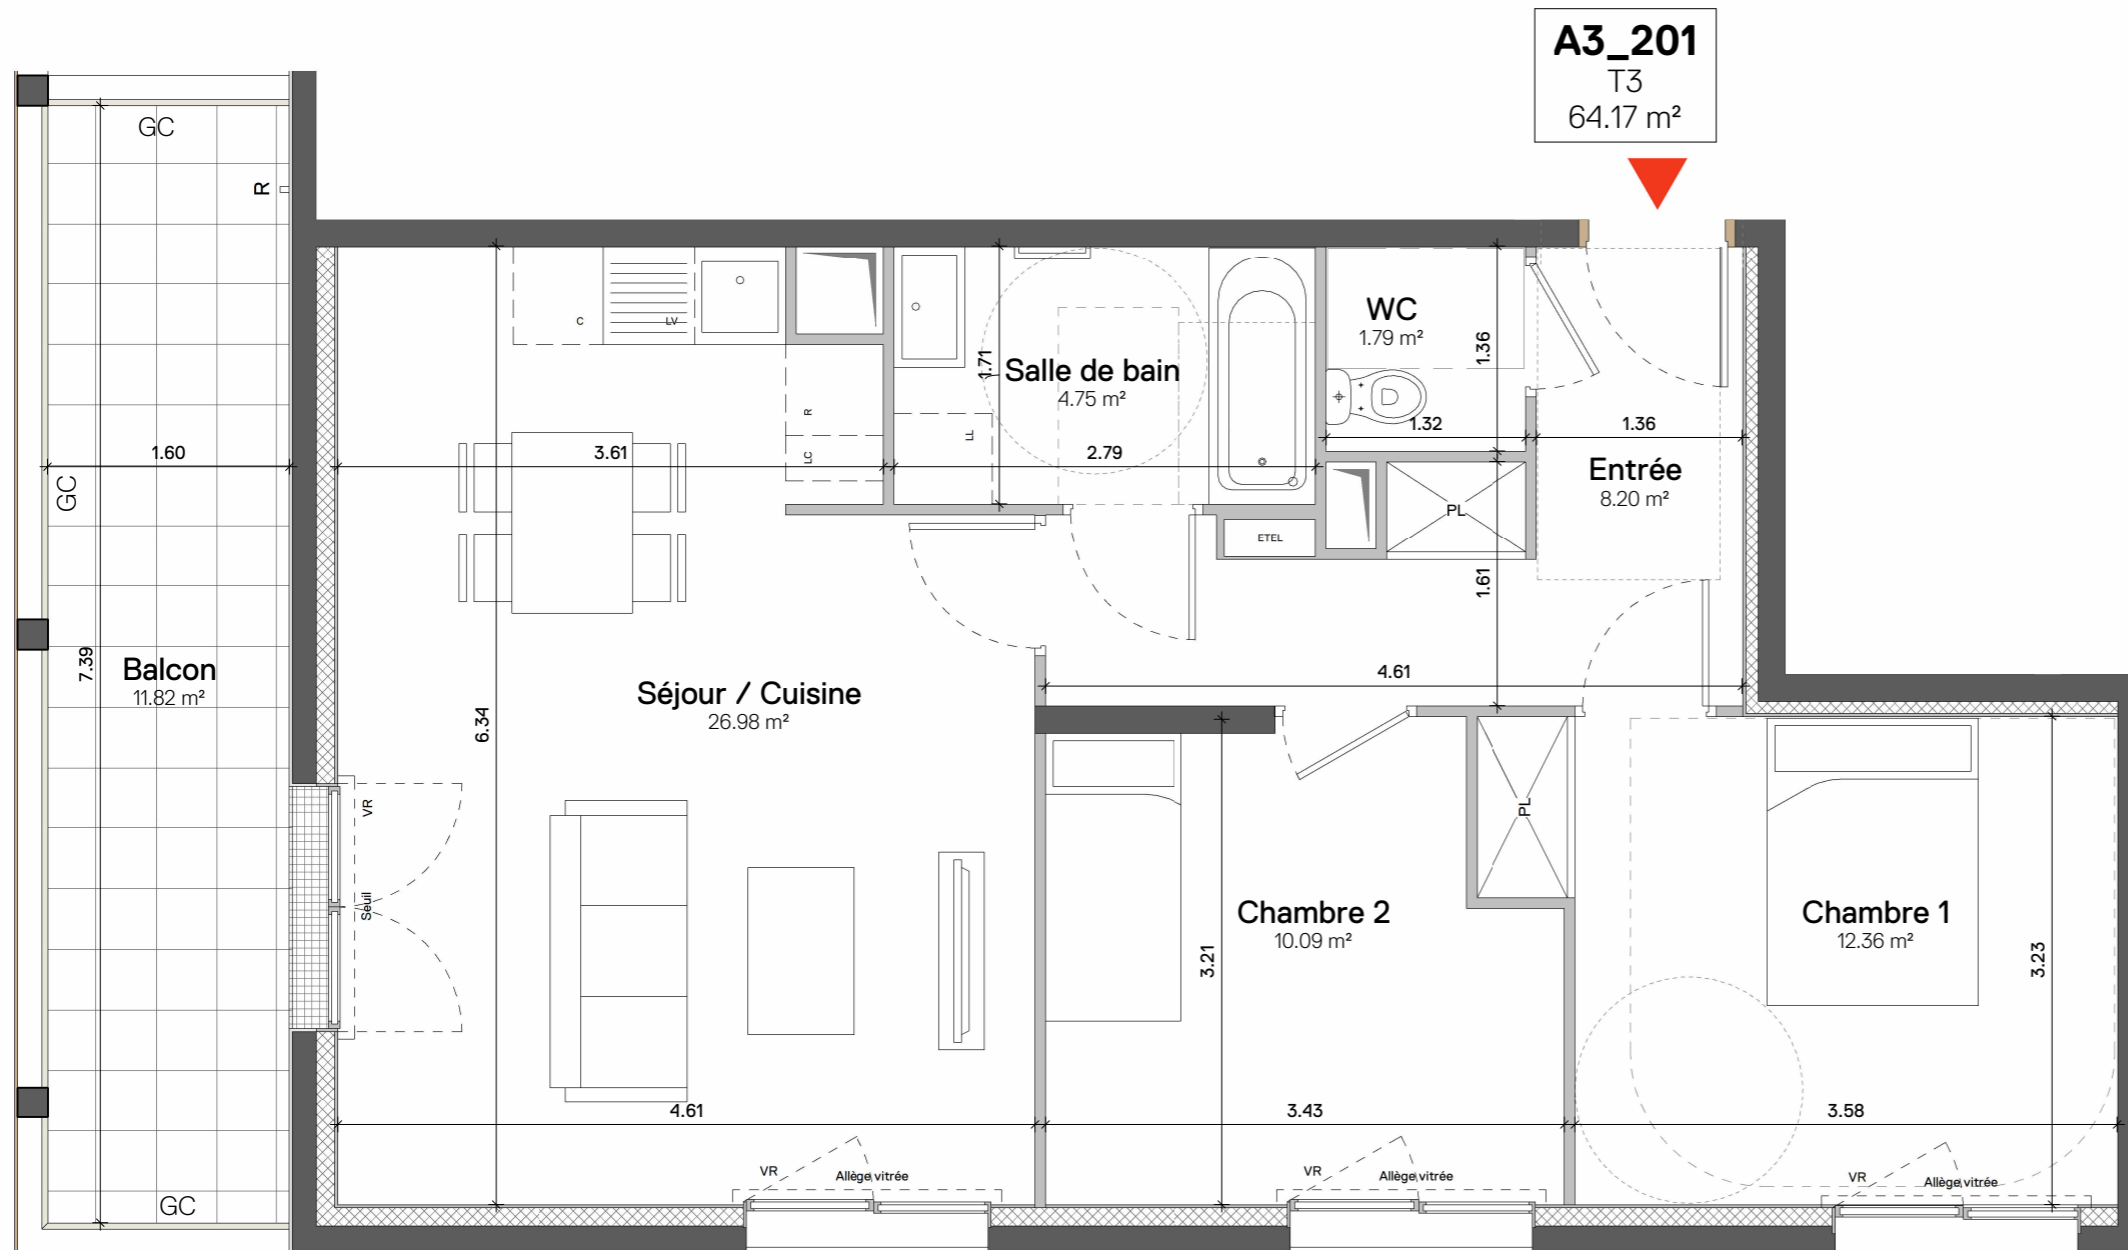 A3_201
T3
64.17 m²
GC
R
WC
1.79 m²
C
LV
1.36
1.71
Salle de bain
4.75 m²
R
LC
LL
1.60
3.61
2.79
1.32
1.36
Entrée
8.20 m²
GC
PL
ETEL
1.61
7.39
Balcon
11.82 m²
4.61
Séjour / Cuisine
26.98 m²
6.34
VR
PL
Seuil
Chambre 2
10.09 m²
Chambre 1
12.36 m²
3.21
3.23
4.61
3.43
3.58
VR
Allège vitrée
VR
Allège vitrée
VR
Allège vitrée
GC